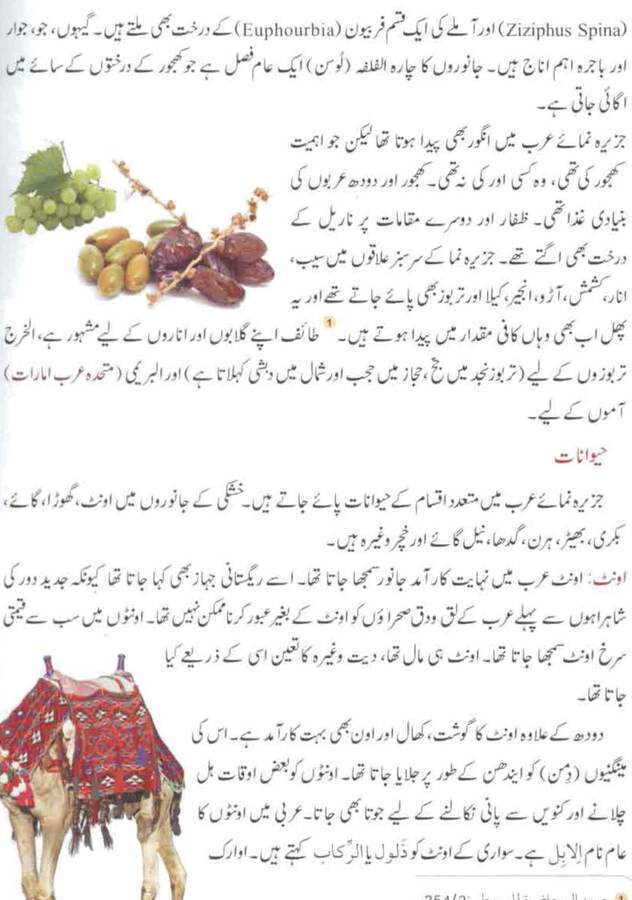 (Ziziphus Spina) اور آملے کی ایک قسم فربیون (Euphourbia) کے درخت بھی ملتے ہیں۔ گیہوں، جو، جوار
اور باجرہ اہم اناج ہیں۔ جانوروں کا چارہ الفلفہ (لُوسن) ایک عام فصل ہے جو کھجور کے درختوں کے سائے میں
اگائی جاتی ہے۔
جزیرہ نمائے عرب میں انگور بھی پیدا ہوتا تھا لیکن جو اہمیت
کھجور کی تھی، وہ کسی اور کی نہ تھی۔ کھجور اور دودھ عربوں کی
بنیادی غذا تھی۔ ظفار اور دوسرے مقامات پر ناریل کے
درخت بھی اگتے تھے۔ جزیرہ نما کے سرسبز علاقوں میں سیب،
انار، کشمش، آڑو، انجیر، کیلا اور تربوز بھی پائے جاتے تھے اور یہ
پھل اب بھی وہاں کافی مقدار میں پیدا ہوتے ہیں۔ 1 طائف اپنے گلابوں اور اناروں کے لیے مشہور ہے، الخرج
تربوزوں کے لیے (تربوز نجد میں جح، حجاز میں حبحب اور شمال میں دبشی کہلاتا ہے) اور البریمی (متحدہ عرب امارات)
آموں کے لیے۔
حیوانات
جزیرہ نمائے عرب میں متعدد اقسام کے حیوانات پائے جاتے ہیں۔ خشکی کے جانوروں میں اونٹ، گھوڑا، گائے،
بکری، بھیڑ، ہرن، گدھا، نیل گائے اور خچر وغیرہ ہیں۔
اونٹ: اونٹ عرب میں نہایت کارآمد جانور سمجھا جاتا تھا۔ اسے ریگستانی جہاز بھی کہا جاتا تھا کیونکہ جدید دور کی
شاہراہوں سے پہلے عرب کے لق ودق صحراؤں کو اونٹ کے بغیر عبور کرنا ممکن نہیں تھا۔ اونٹوں میں سب سے قیمتی
سرخ اونٹ سمجھا جاتا تھا۔ اونٹ ہی مال تھا، دیت وغیرہ کا تعین اسی کے ذریعے کیا
جاتا تھا۔
دودھ کے علاوہ اونٹ کا گوشت، کھال اور اون بھی بہت کارآمد ہے۔ اس کی
مینگنیوں (دِمن) کو ایندھن کے طور پر جلایا جاتا تھا۔ اونٹوں کو بعض اوقات ہل
چلانے اور کنویں سے پانی نکالنے کے لیے جوتا بھی جاتا۔ عربی میں اونٹوں کا
عام نام الإبل ہے۔ سواری کے اونٹ کو ذَلول یا الرِّکاب کہتے ہیں۔ اوارک
1 354/2